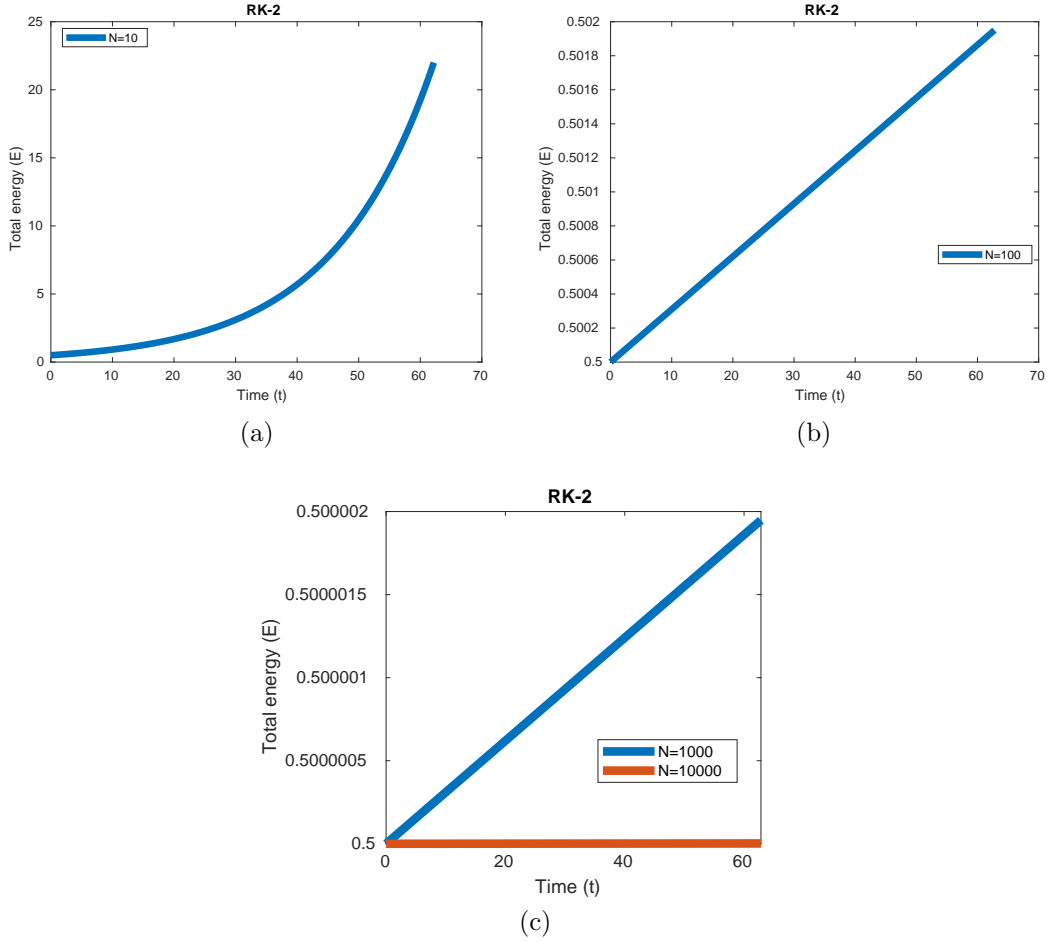 RK-2
25
20
15
10
5
0
Total energy (E)
N=10
0 10 20 30 40 50 60 70
Time (t)
(a)
RK-2
0.502
0.5018
0.5016
0.5014
0.5012
0.501
0.5008
0.5006
0.5004
0.5002
0.5
Total energy (E)
N=100
0 10 20 30 40 50 60 70
Time (t)
(b)
RK-2
0.500002
0.5000015
0.500001
0.5000005
0.5
Total energy (E)
N=1000
N=10000
0 20 40 60
Time (t)
(c)